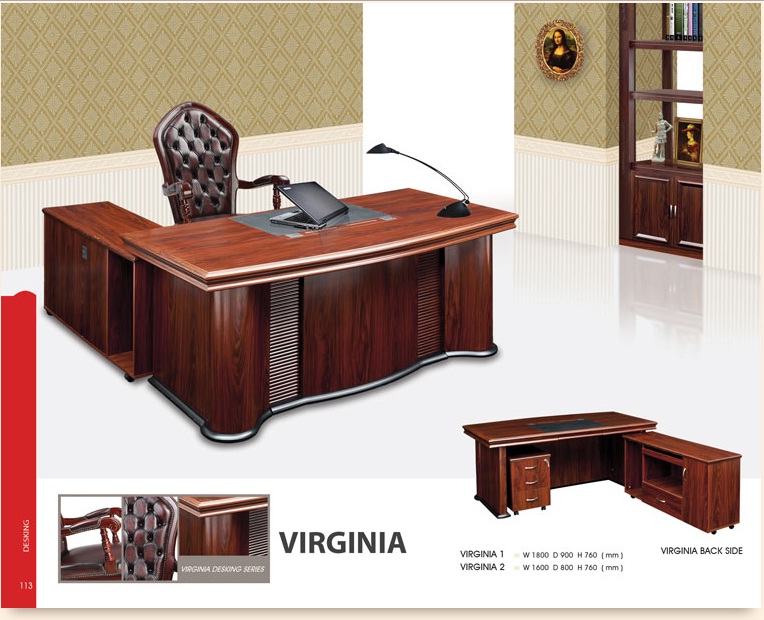 DESKING
113
VIRGINIA DESKING SERIES
VIRGINIA
VIRGINIA 1 W 1800 D 900 H 760 ( mm )
VIRGINIA 2 W 1600 D 800 H 760 ( mm )
VIRGINIA BACK SIDE